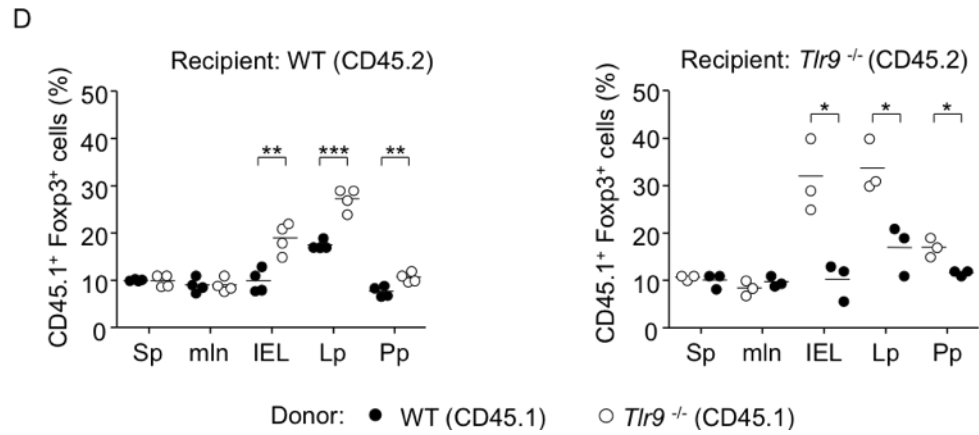 D
Recipient: WT (CD45.2)
CD45.1⁺ Foxp3⁺ cells (%)
50
40
30
20
10
0
** *** **
Sp mln IEL Lp Pp
Recipient: Tlr9 -/- (CD45.2)
CD45.1⁺ Foxp3⁺ cells (%)
50
40
30
20
10
0
* * *
Sp mln IEL Lp Pp
Donor: WT (CD45.1) Tlr9 -/- (CD45.1)